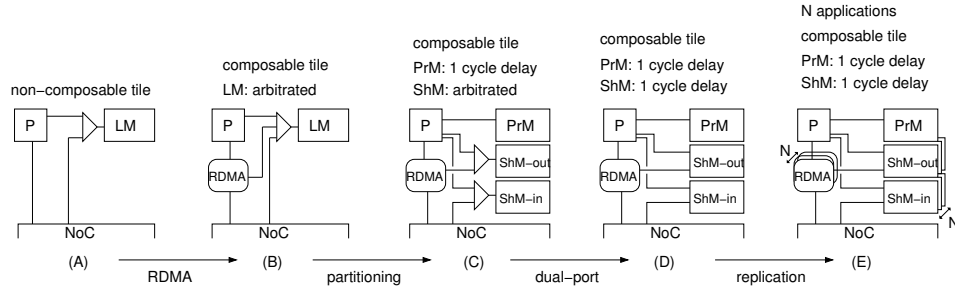 non−composable tile
P
LM
NoC
(A)
RDMA
composable tile
LM: arbitrated
P
LM
RDMA
NoC
(B)
partitioning
composable tile
PrM: 1 cycle delay
ShM: arbitrated
P
PrM
ShM−out
RDMA
ShM−in
NoC
(C)
dual−port
composable tile
PrM: 1 cycle delay
ShM: 1 cycle delay
P
PrM
ShM−out
RDMA
ShM−in
NoC
(D)
replication
N applications
composable tile
PrM: 1 cycle delay
ShM: 1 cycle delay
P
PrM
N
ShM−out
RDMA
ShM−in
N
NoC
(E)